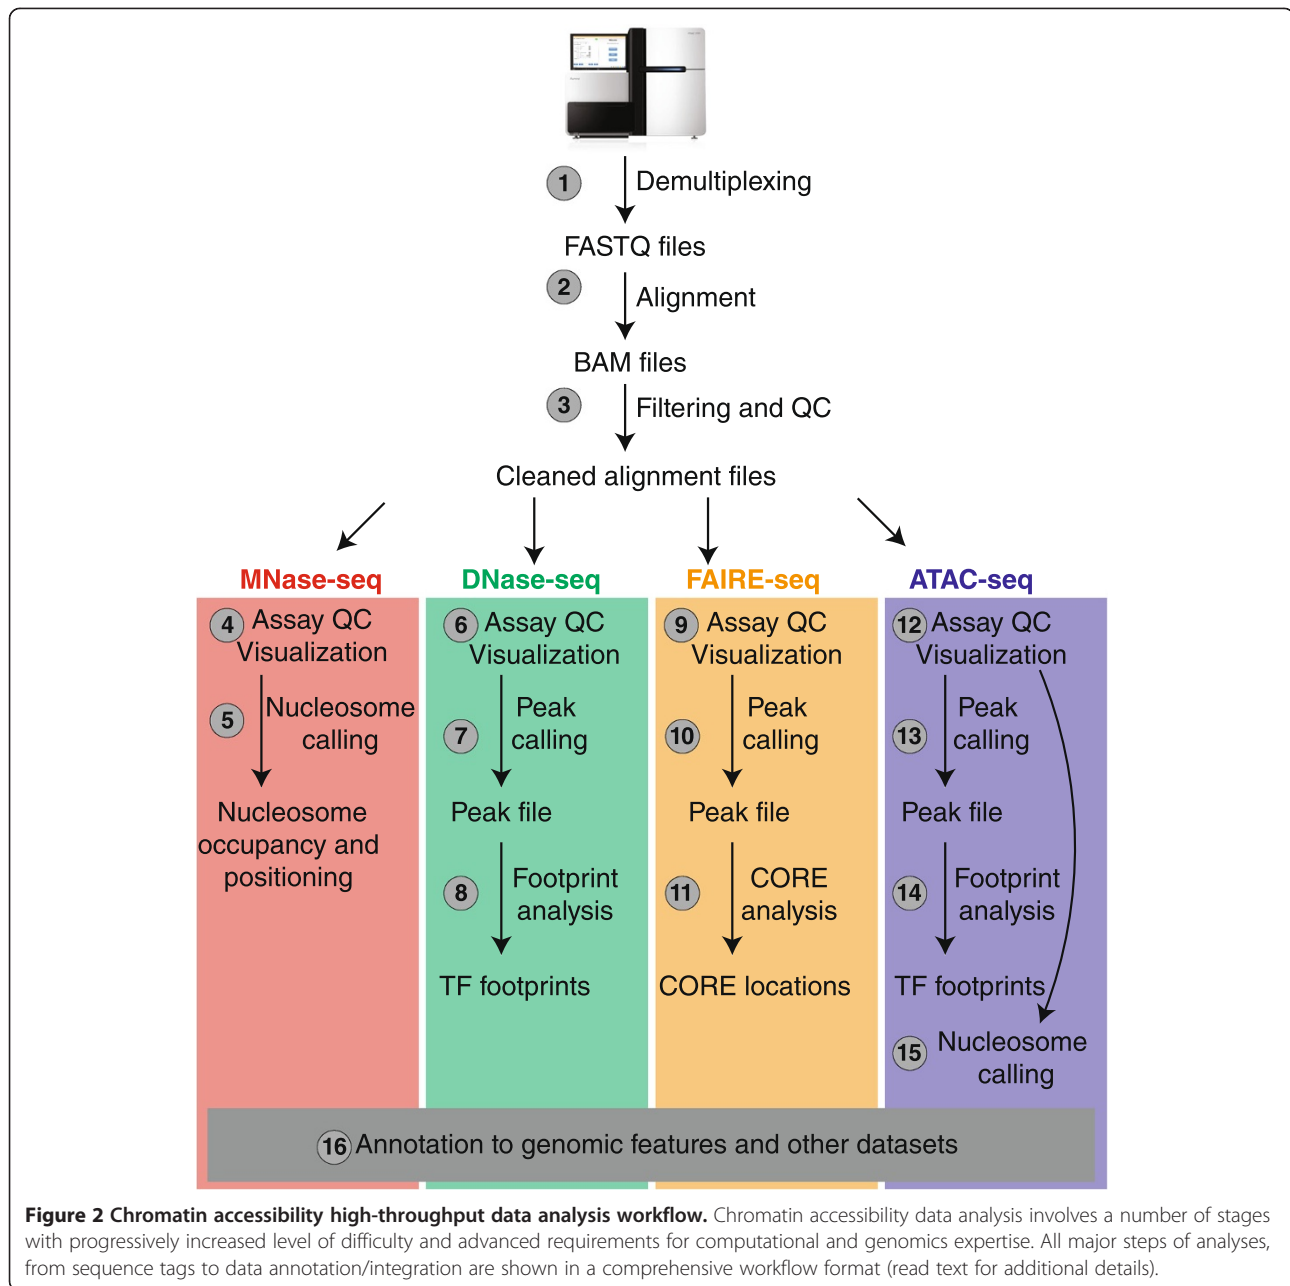 1
Demultiplexing
FASTQ files
2
Alignment
BAM files
3
Filtering and QC
Cleaned alignment files
MNase-seq
4 Assay QC
Visualization
5
Nucleosome
calling
Nucleosome
occupancy and
positioning
DNase-seq
6 Assay QC
Visualization
7
Peak
calling
Peak file
8
Footprint
analysis
TF footprints
FAIRE-seq
9 Assay QC
Visualization
10
Peak
calling
Peak file
11
CORE
analysis
CORE locations
ATAC-seq
12 Assay QC
Visualization
13
Peak
calling
Peak file
14
Footprint
analysis
TF footprints
15
Nucleosome
calling
16 Annotation to genomic features and other datasets
Figure 2 Chromatin accessibility high-throughput data analysis workflow. Chromatin accessibility data analysis involves a number of stages
with progressively increased level of difficulty and advanced requirements for computational and genomics expertise. All major steps of analyses,
from sequence tags to data annotation/integration are shown in a comprehensive workflow format (read text for additional details).